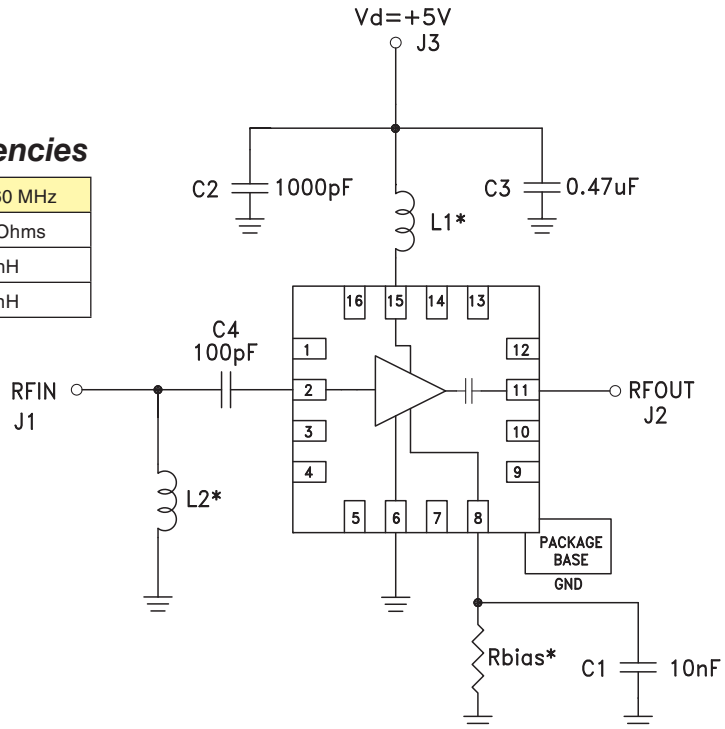 Vd=+5V
J3
encies
60 MHz
Ohms
nH
nH
C2
1000pF
C3
0.47uF
L1*
16
15
14
13
C4
100pF
1
12
RFIN
2
11
RFOUT
J1
J2
3
10
4
9
L2*
5
6
7
8
PACKAGE
BASE
GND
Rbias*
C1
10nF